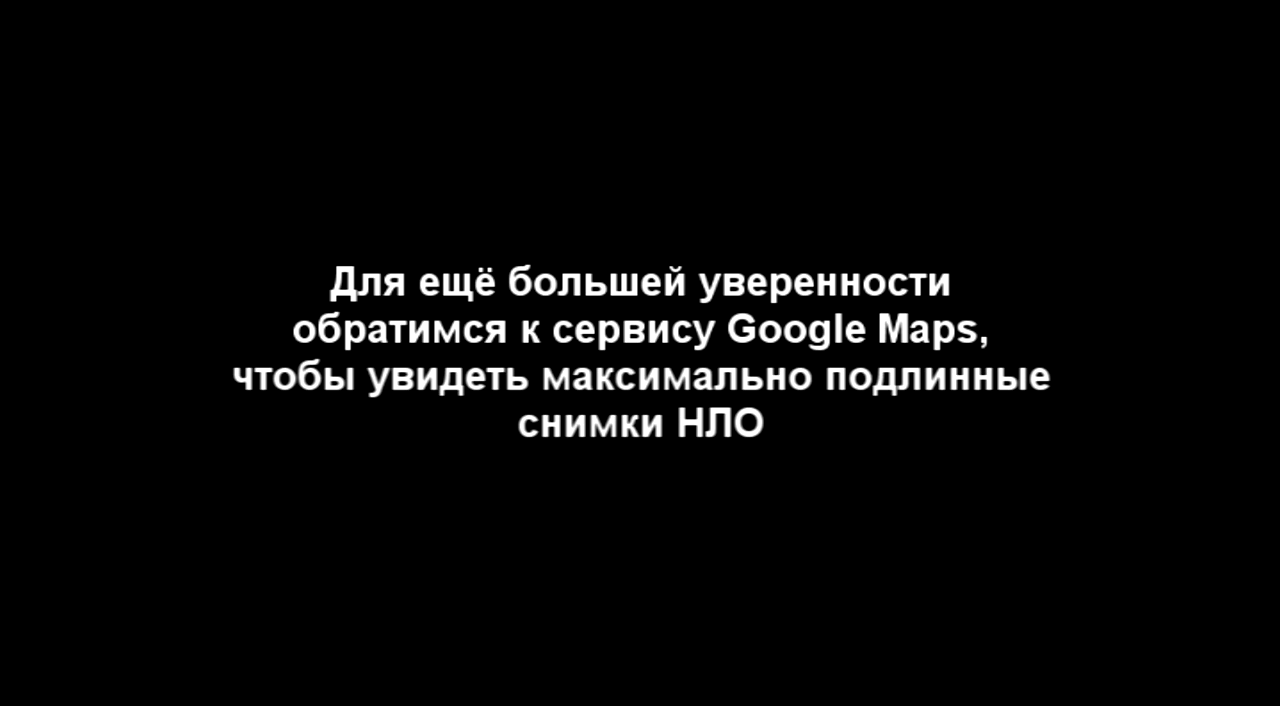 Для ещё большей уверенности
обратимся к сервису Google Maps,
чтобы увидеть максимально подлинные
снимки НЛО